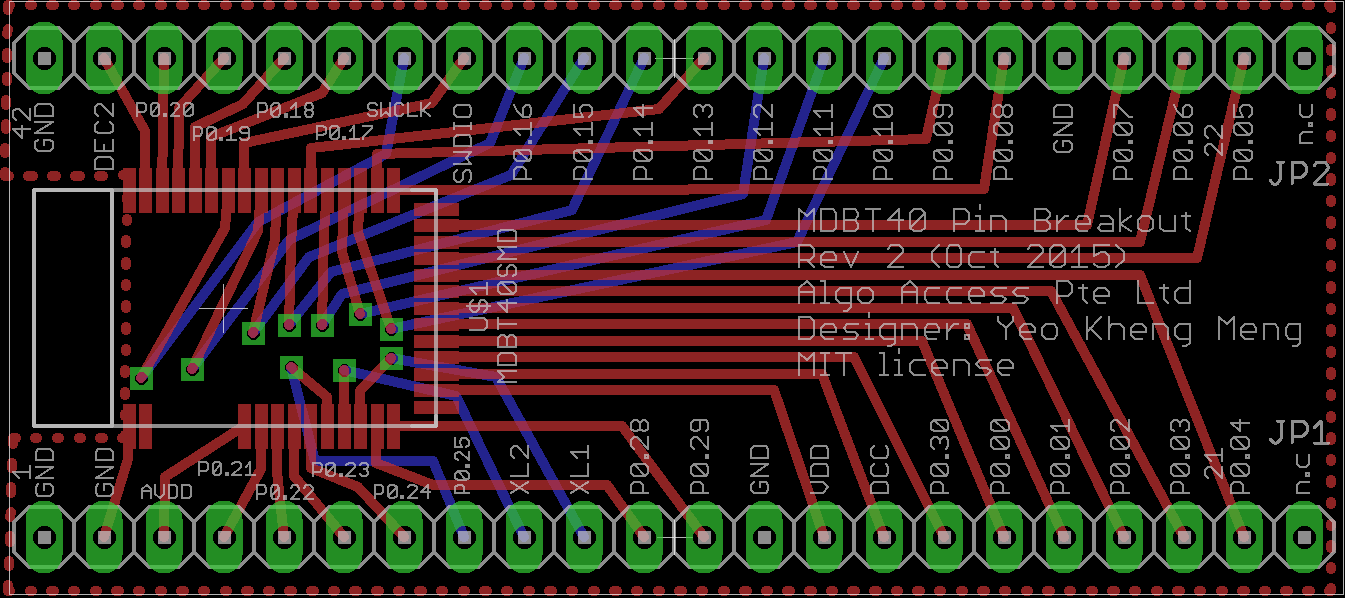 42
GND
PDEC2
P0.20
P0.19
P0.18
P0.17
SWCLK
SWDIO
P0.16
P0.15
P0.14
P0.13
P0.12
P0.11
P0.10
P0.09
P0.08
GND
P0.07
P0.06
22
P0.05
n.c
JP2
MDBT40 Pin Breakout
Rev 2 (Oct 2015)
Algo Access Pte Ltd
Designer: Yeo Kheng Meng
MIT license
U$1
MDBT40SMD
JP1
1
GND
GND
AVDD
P0.21
P0.22
P0.23
P0.24
P0.25
XL2
XL1
P0.28
P0.29
GND
VDD
DCC
P0.30
P0.00
P0.01
P0.02
P0.03
21
P0.04
n.c